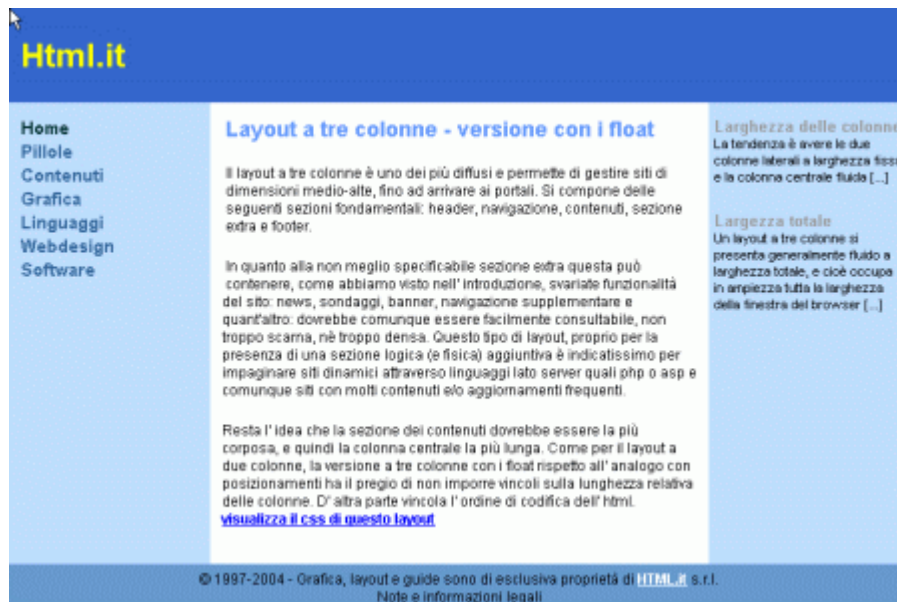 Html.it
Home
Pillole
Contenuti
Grafica
Linguaggi
Webdesign
Software
Layout a tre colonne - versione con i float
Il layout a tre colonne è uno dei più diffusi e permette di gestire siti di
dimensioni medio-alte, fino ad arrivare ai portali. Si compone delle
seguenti sezioni fondamentali: header, navigazione, contenuti, sezione
extra e footer.
In quanto alla non meglio specificabile sezione extra questa può
contenere, come abbiamo visto nell' introduzione, svariate funzionalità
del sito: news, sondaggi, banner, navigazione supplementare e
quant'altro: dovrebbe comunque essere facilmente consultabile, non
troppo scarna, nè troppo densa. Questo tipo di layout, proprio per la
presenza di una sezione logica (e fisica) aggiuntiva è indicatissimo per
impaginare siti dinamici attraverso linguaggi lato server quali php o asp e
comunque siti con molti contenuti e/o aggiornamenti frequenti.
Resta l' idea che la sezione dei contenuti dovrebbe essere la più
corposa, e quindi la colonna centrale la più lunga. Come per il layout a
due colonne, la versione a tre colonne con i float rispetto all' analogo con
posizionamenti ha il pregio di non imporre vincoli sulla lunghezza relativa
delle colonne. D' altra parte vincola l' ordine di codifica dell' html.
visualizza il css di questo layout
Larghezza delle colonne
La tendenza è avere le due
colonne laterali a larghezza fissa
e la colonna centrale fluida [...]
Largezza totale
Un layout a tre colonne si
presenta generalmente fluido a
larghezza totale, e cioè occupa
in ampiezza tutta la larghezza
della finestra del browser [...]
© 1997-2004 - Grafica, layout e guide sono di esclusiva proprietà di HTML.it s.r.l.
Note e informazioni legali